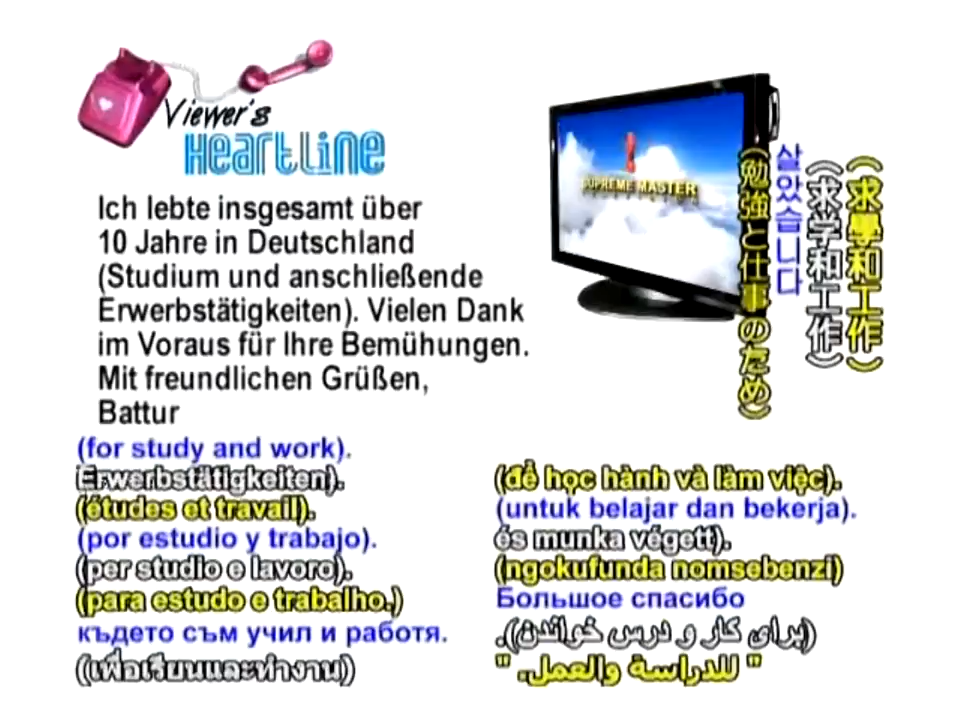 Viewer's
Heartline
SUPREME MASTER
Ich lebte insgesamt über
10 Jahre in Deutschland
(Studium und anschließende
Erwerbstätigkeiten). Vielen Dank
im Voraus für Ihre Bemühungen.
Mit freundlichen Grüßen,
Battur
(求學和工作)
(求学和工作)
살았습니다
(勉強と仕事のため)
(for study and work).
Erwerbstätigkeiten).
(études et travail).
(por estudio y trabajo).
(per studio e lavoro).
(para estudo e trabalho.)
където съм учил и работя.
(เพื่อเรียนและทำงาน)
(để học hành và làm việc).
(untuk belajar dan bekerja).
és munka végett).
(ngokufunda nomsebenzi)
Большое спасибо
(برای کار و درس خواندن).
" للدراسة والعمل. "